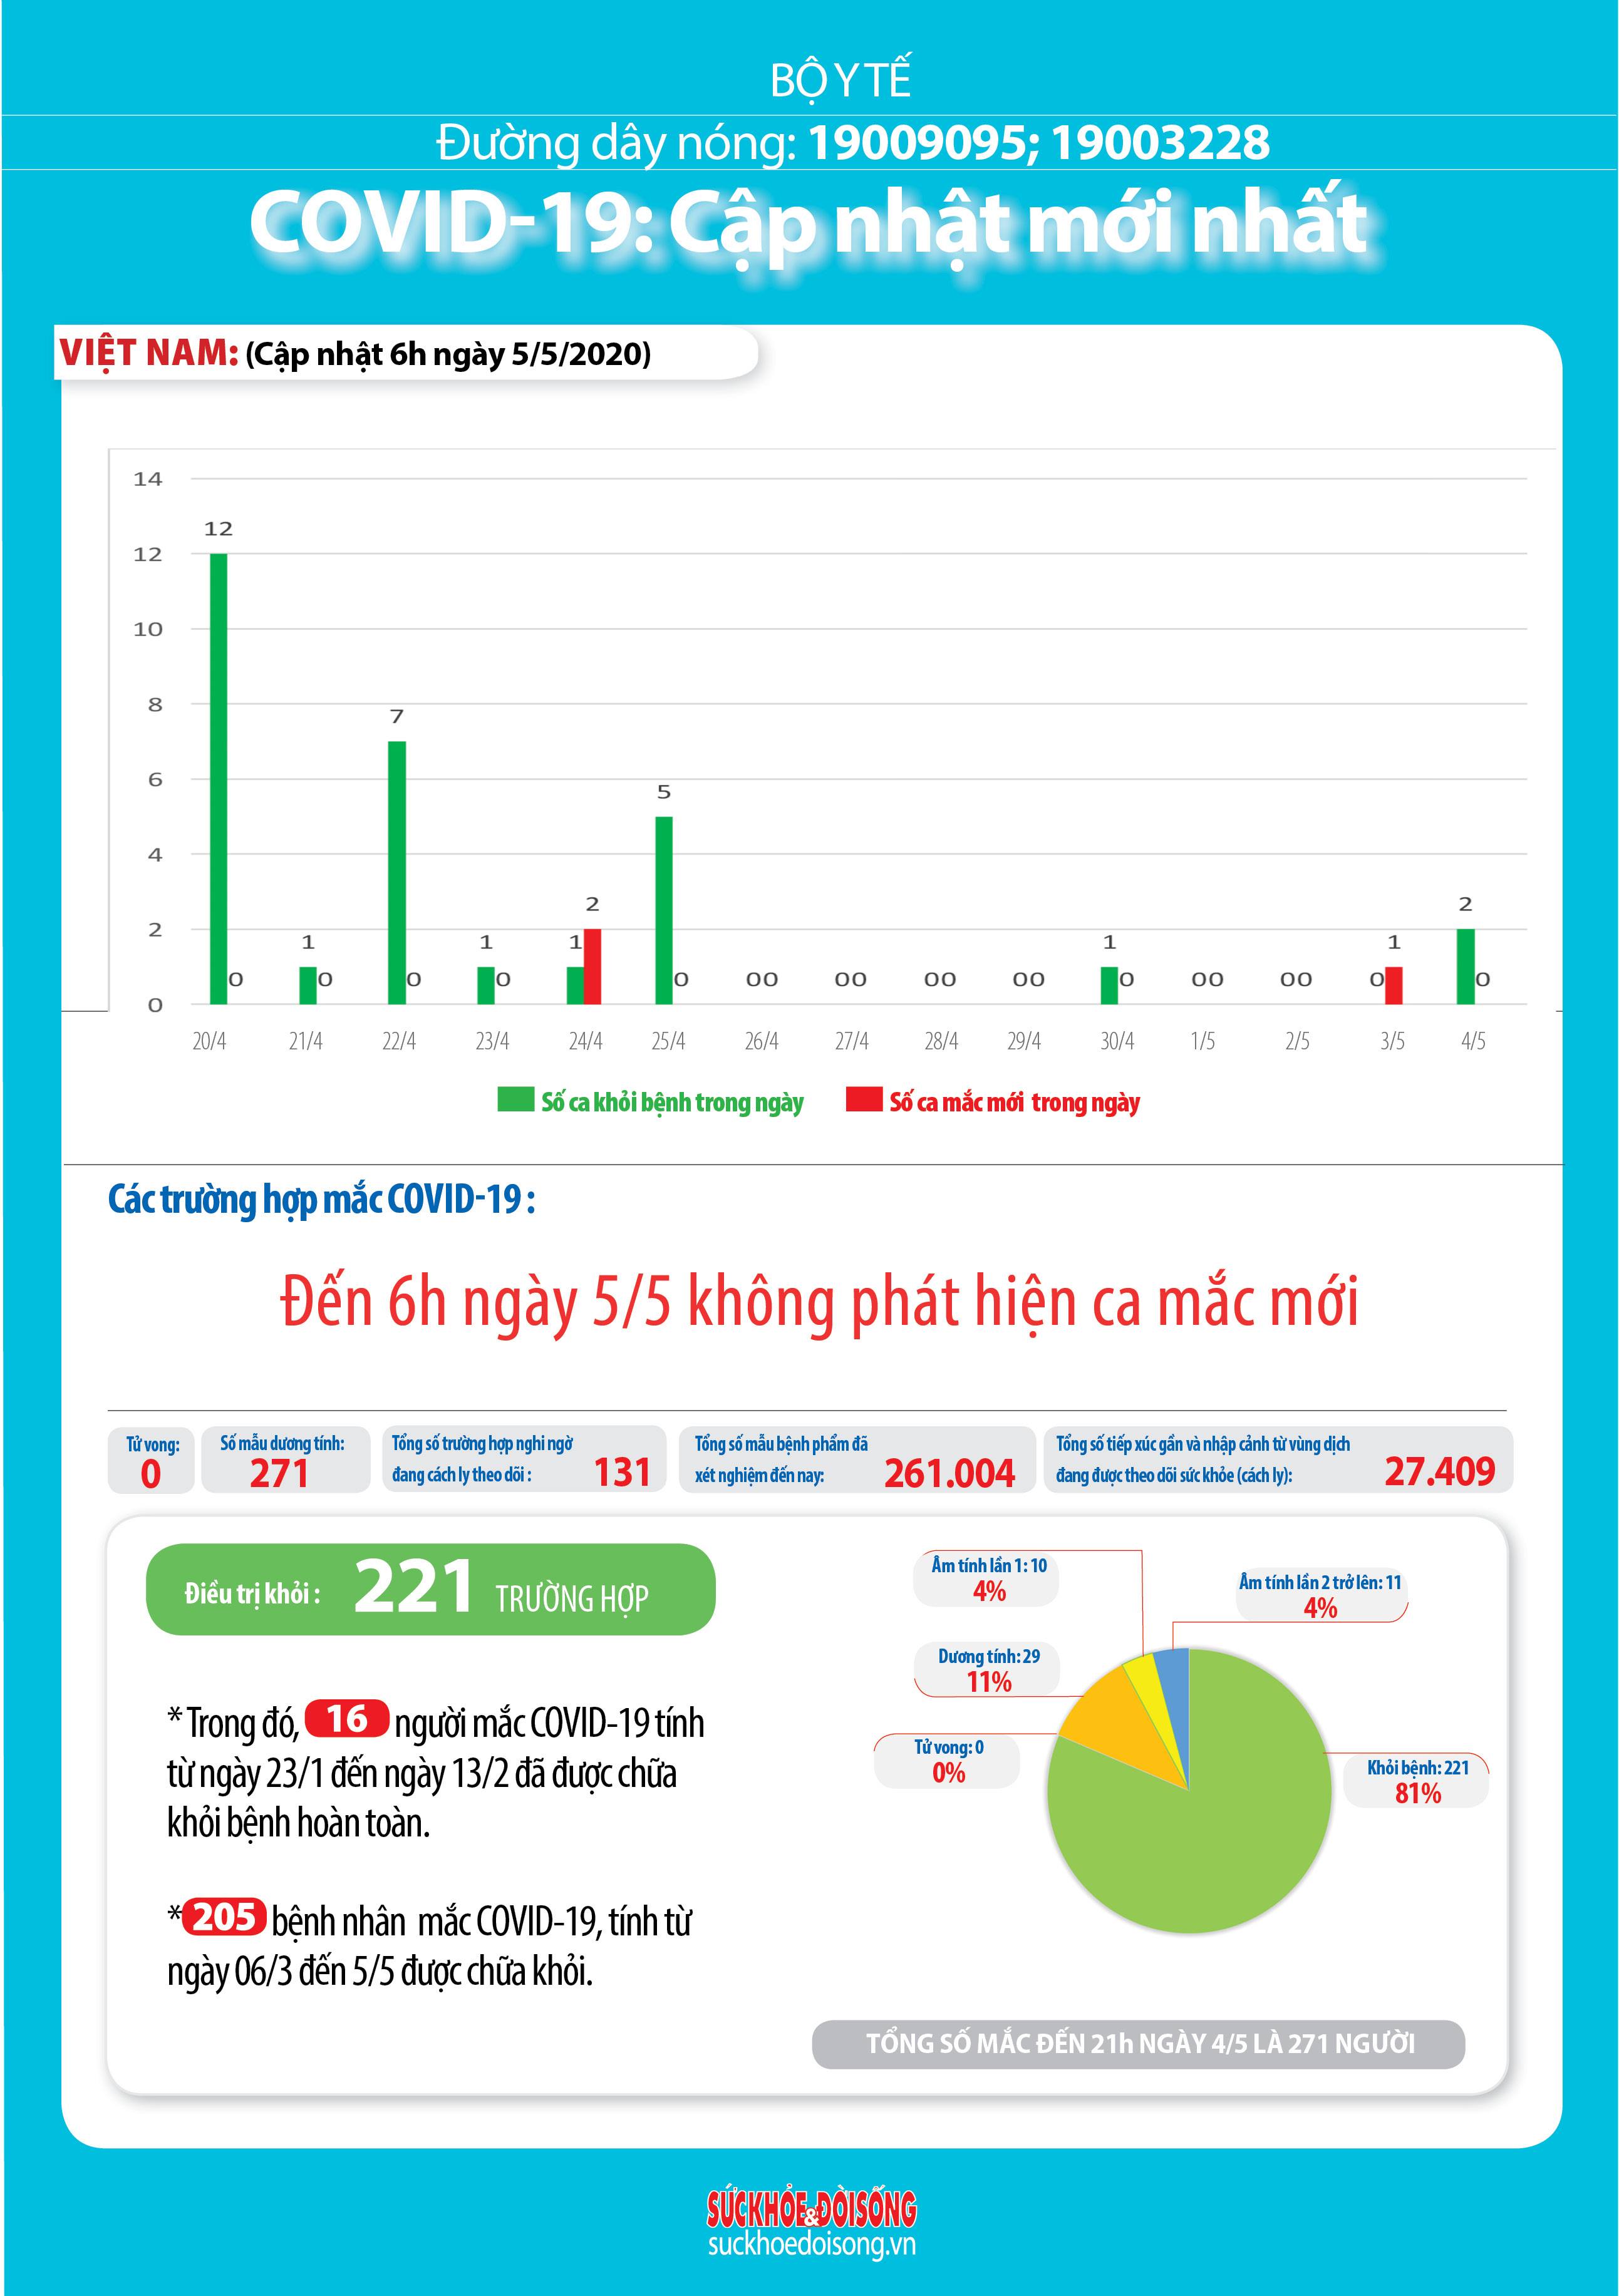 BỘ Y TẾ
Đường dây nóng: 19009095; 19003228
COVID-19: Cập nhật mới nhất
VIỆT NAM: (Cập nhật 6h ngày 5/5/2020)
14
12
10
8
6
4
2
0
12 0
1 0
7 0
1 0
1 2
5 0
0 0
0 0
0 0
0 0
1 0
0 0
0 0
0 1
2 0
20/4 21/4 22/4 23/4 24/4 25/4 26/4 27/4 28/4 29/4 30/4 1/5 2/5 3/5 4/5
Số ca khỏi bệnh trong ngày Số ca mắc mới trong ngày
Các trường hợp mắc COVID-19 :
Đến 6h ngày 5/5 không phát hiện ca mắc mới
Tử vong:
0
Số mẫu dương tính:
271
Tổng số trường hợp nghi ngờ
đang cách ly theo dõi : 131
Tổng số mẫu bệnh phẩm đã
xét nghiệm đến nay: 261.004
Tổng số tiếp xúc gần và nhập cảnh từ vùng dịch
đang được theo dõi sức khỏe (cách ly): 27.409
Điều trị khỏi : 221 TRƯỜNG HỢP
* Trong đó, 16 người mắc COVID-19 tính
từ ngày 23/1 đến ngày 13/2 đã được chữa
khỏi bệnh hoàn toàn.
* 205 bệnh nhân mắc COVID-19, tính từ
ngày 06/3 đến 5/5 được chữa khỏi.
Âm tính lần 1: 10
4%
Âm tính lần 2 trở lên: 11
4%
Dương tính: 29
11%
Tử vong: 0
0%
Khỏi bệnh: 221
81%
TỔNG SỐ MẮC ĐẾN 21h NGÀY 4/5 LÀ 271 NGƯỜI
SỨC KHỎE & ĐỜI SỐNG
suckhoedoisong.vn